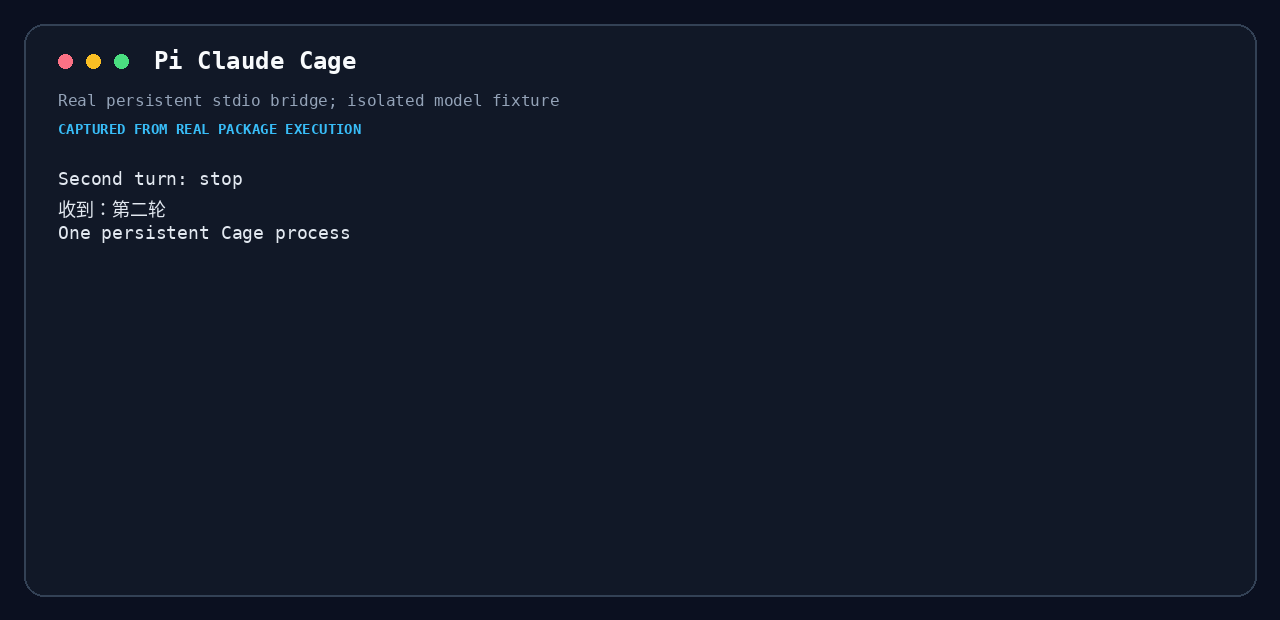 Pi Claude Cage
Real persistent stdio bridge; isolated model fixture
CAPTURED FROM REAL PACKAGE EXECUTION
Second turn: stop
收到：第二轮
One persistent Cage process